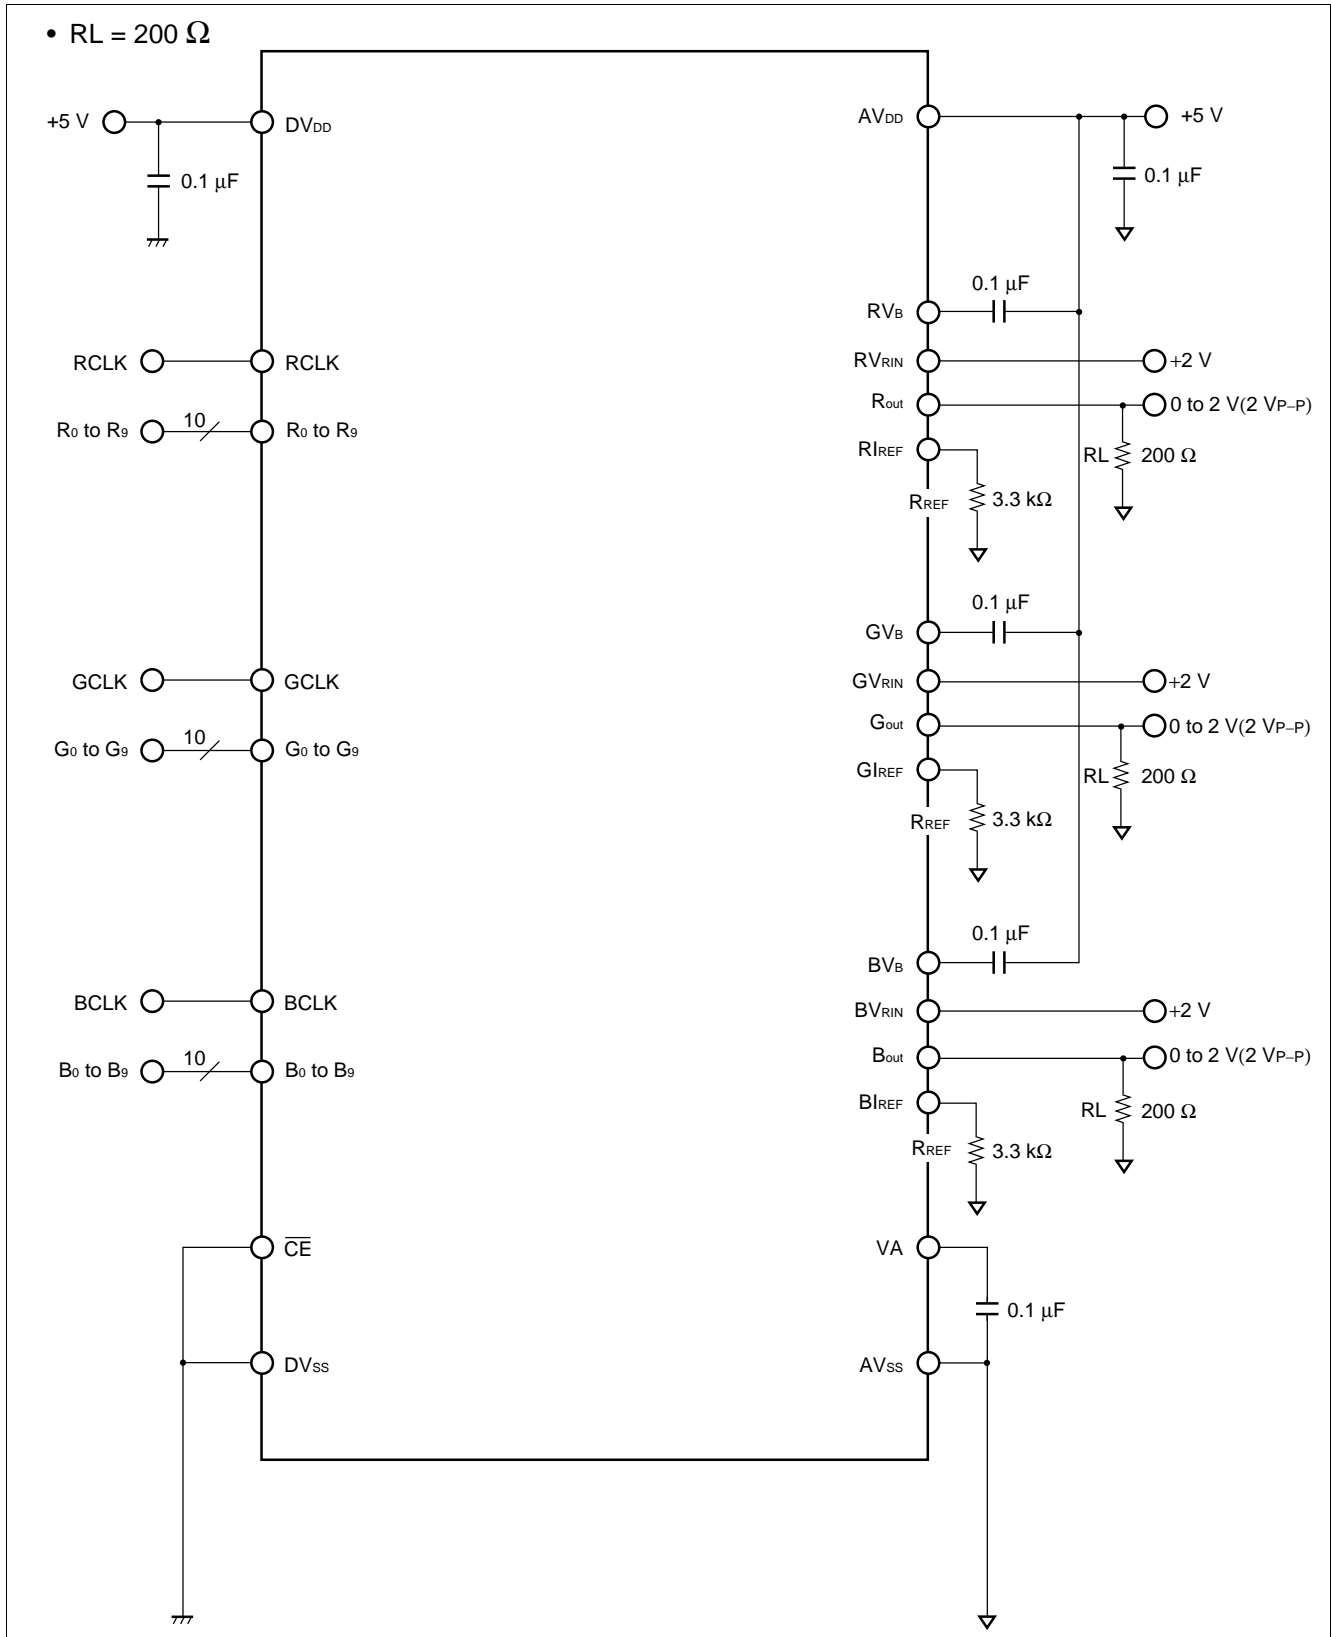 • RL = 200 Ω
+5 V
DVDD
AVDD
+5 V
0.1 μF
0.1 μF
0.1 μF
RVB
RCLK
RCLK
RVRIN
+2 V
R0 to R9
10
R0 to R9
Rout
0 to 2 V(2 VP–P)
RIREF
RL
200 Ω
RREF
3.3 kΩ
0.1 μF
GVB
GCLK
GCLK
GVRIN
+2 V
G0 to G9
10
G0 to G9
Gout
0 to 2 V(2 VP–P)
GIREF
RL
200 Ω
RREF
3.3 kΩ
0.1 μF
BVB
BCLK
BCLK
BVRIN
+2 V
B0 to B9
10
B0 to B9
Bout
0 to 2 V(2 VP–P)
BIREF
RL
200 Ω
RREF
3.3 kΩ
C̅E̅
VA
0.1 μF
DVSS
AVSS